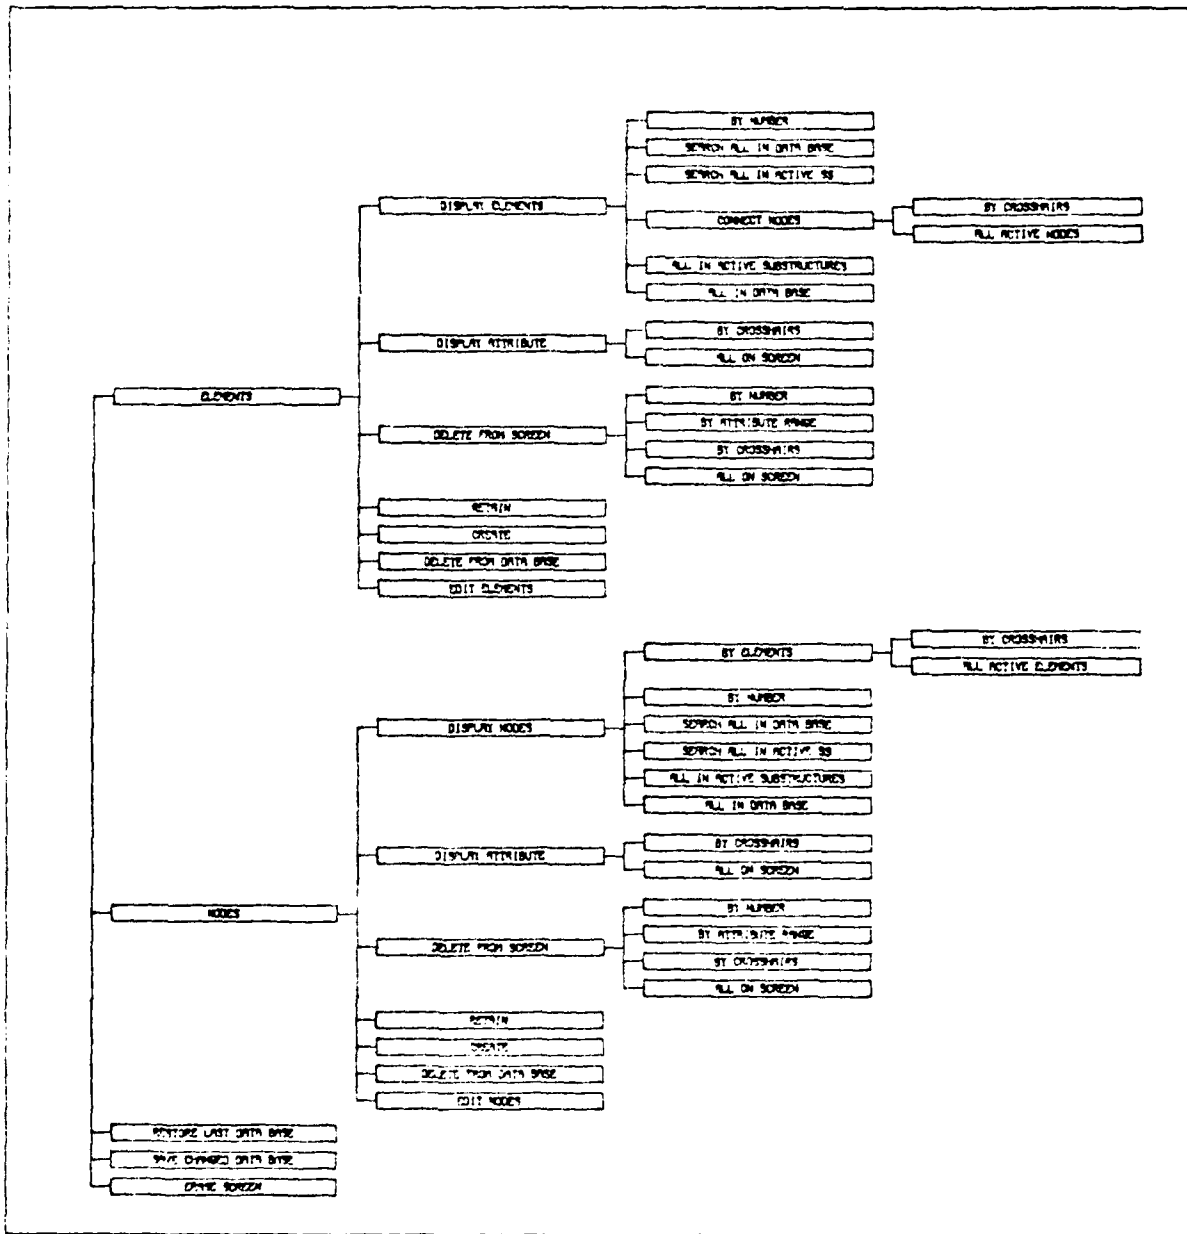 BY NUMBER
SEARCH ALL IN DATA BASE
SEARCH ALL IN ACTIVE SS
DISPLAY ELEMENTS
CONNECT NODES
BY CROSSHAIRS
ALL ACTIVE NODES
ALL IN ACTIVE SUBSTRUCTURES
ALL IN DATA BASE
DISPLAY ATTRIBUTE
BY CROSSHAIRS
ALL ON SCREEN
ELEMENTS
BY NUMBER
BY ATTRIBUTE RANGE
DELETE FROM SCREEN
BY CROSSHAIRS
ALL ON SCREEN
RETAIN
CREATE
DELETE FROM DATA BASE
EDIT ELEMENTS
BY ELEMENTS
BY CROSSHAIRS
ALL ACTIVE ELEMENTS
BY NUMBER
DISPLAY NODES
SEARCH ALL IN DATA BASE
SEARCH ALL IN ACTIVE SS
ALL IN ACTIVE SUBSTRUCTURES
ALL IN DATA BASE
DISPLAY ATTRIBUTE
BY CROSSHAIRS
ALL ON SCREEN
NODES
BY NUMBER
BY ATTRIBUTE RANGE
DELETE FROM SCREEN
BY CROSSHAIRS
ALL ON SCREEN
RETAIN
CREATE
DELETE FROM DATA BASE
EDIT NODES
RESTORE LAST DATA BASE
SAVE CHANGED DATA BASE
ERASE SCREEN